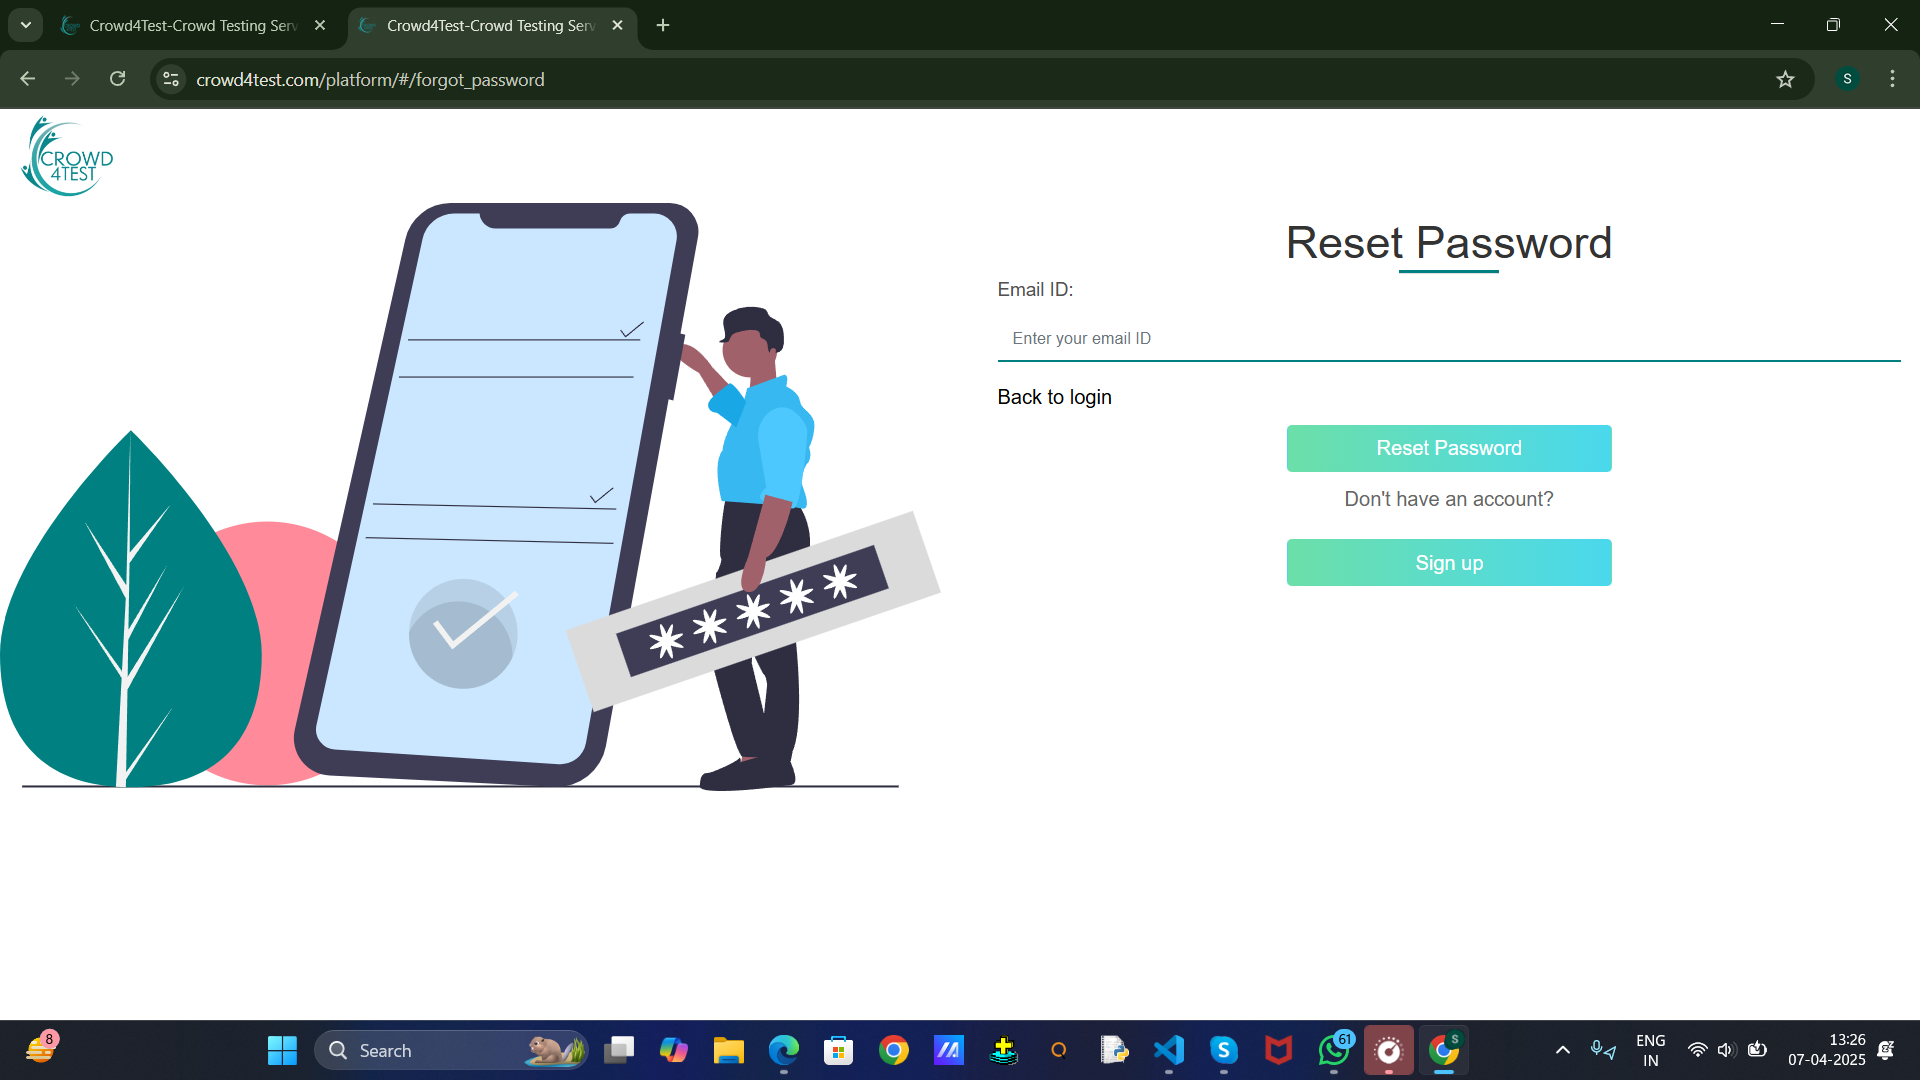 Crowd4Test-Crowd Testing Serv
Crowd4Test-Crowd Testing Serv
crowd4test.com/platform/#/forgot_password
S
CROWD
4TEST
Reset Password
Email ID:
Enter your email ID
Back to login
Reset Password
Don't have an account?
Sign up
8
Search
S
61
S
ENG
IN
13:26
07-04-2025